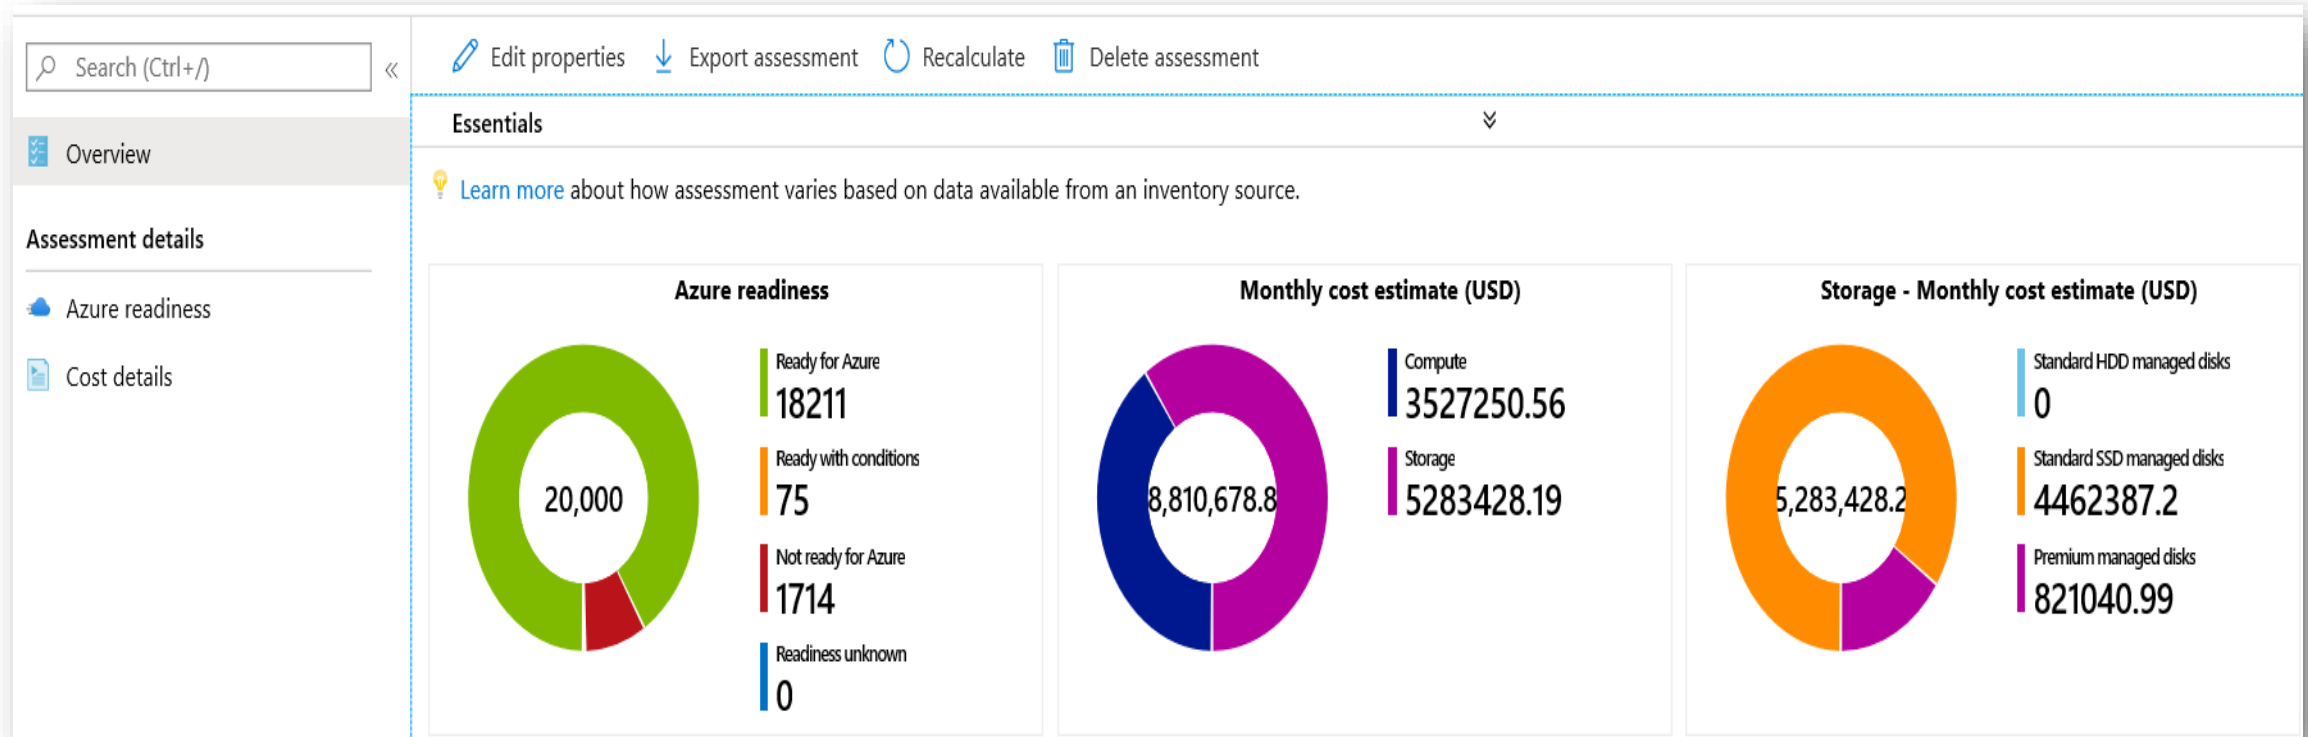 Search (Ctrl+/)
«
Overview
Assessment details
Azure readiness
Cost details
Edit properties
Export assessment
Recalculate
Delete assessment
Essentials
Learn more about how assessment varies based on data available from an inventory source.
Azure readiness
20,000
Ready for Azure
18211
Ready with conditions
75
Not ready for Azure
1714
Readiness unknown
0
Monthly cost estimate (USD)
8,810,678.8
Compute
3527250.56
Storage
5283428.19
Storage - Monthly cost estimate (USD)
5,283,428.2
Standard HDD managed disks
0
Standard SSD managed disks
4462387.2
Premium managed disks
821040.99